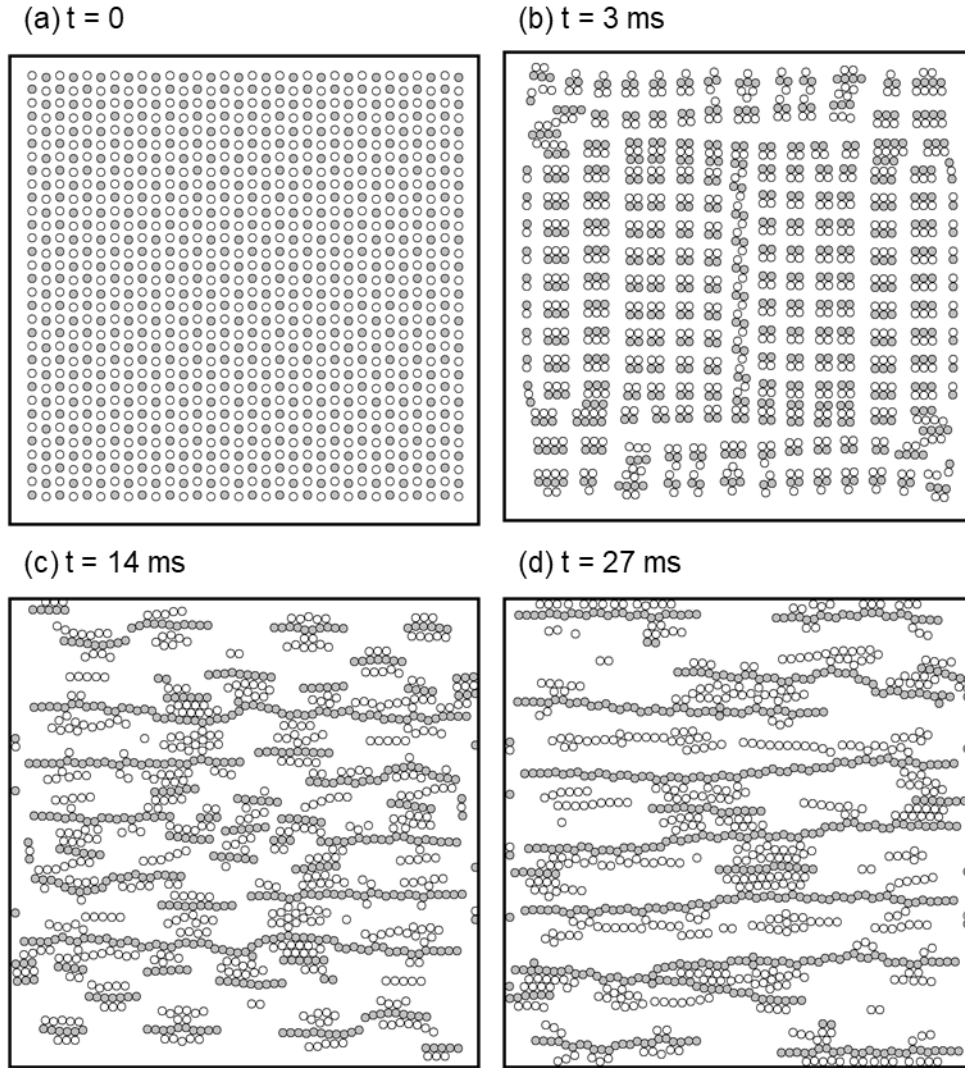 (a) t = 0
(b) t = 3 ms
(c) t = 14 ms
(d) t = 27 ms